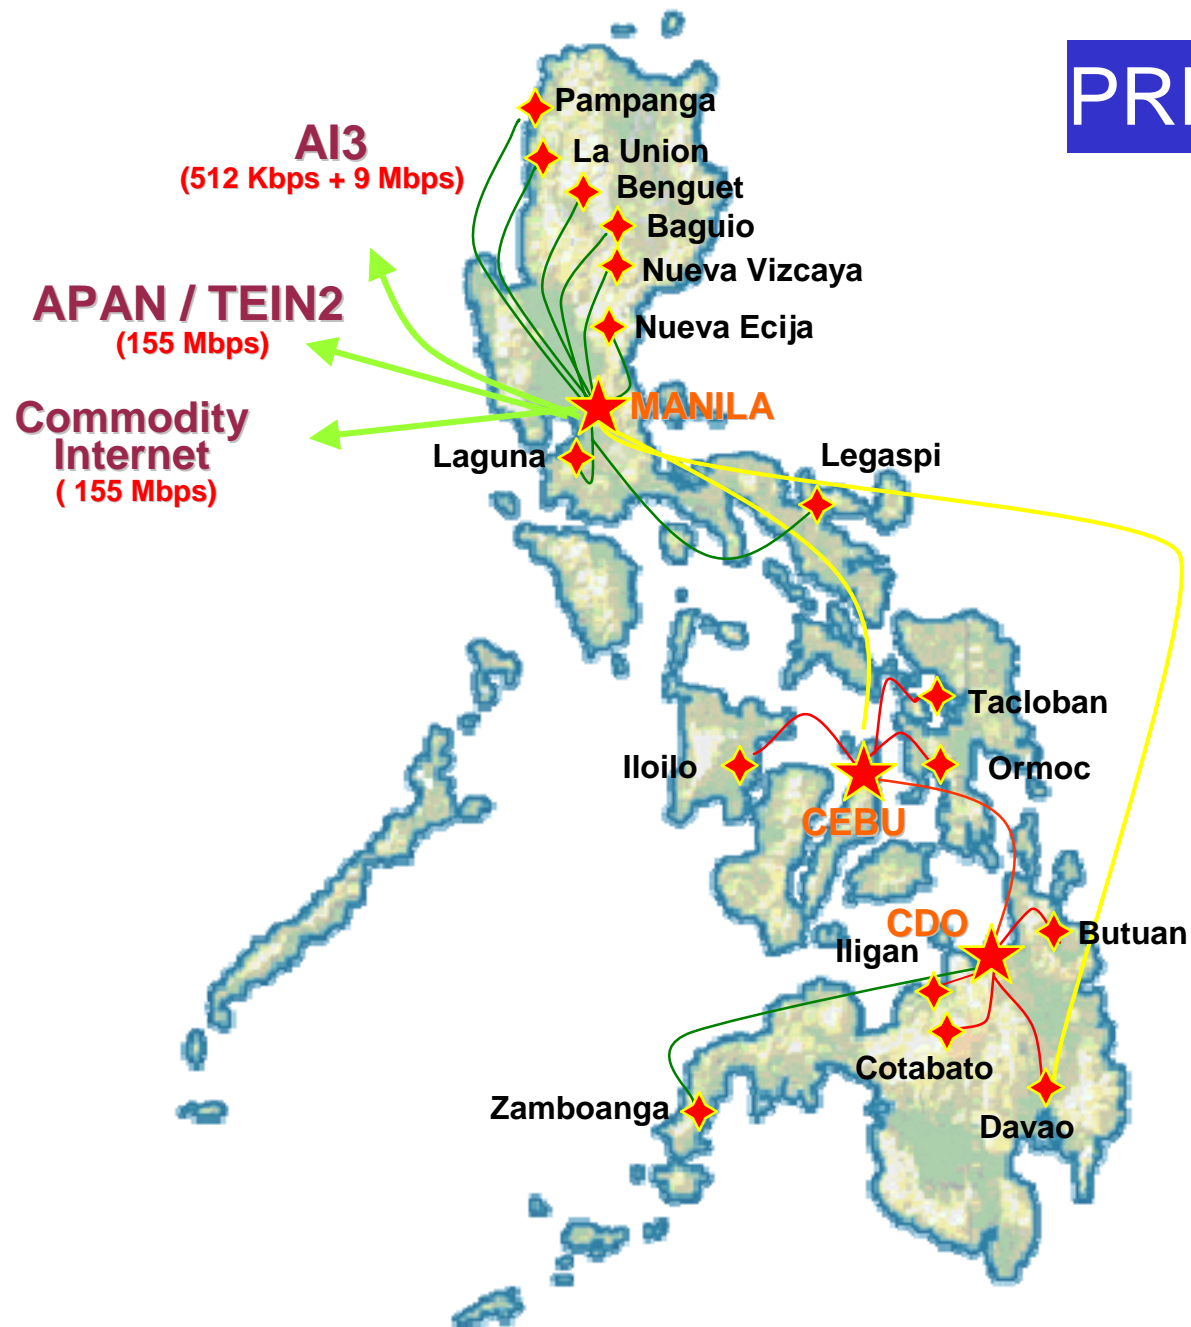 PRE
Pampanga
AI3
(512 Kbps + 9 Mbps)
La Union
Benguet
Baguio
Nueva Vizcaya
APAN / TEIN2
(155 Mbps)
Nueva Ecija
Commodity
Internet
( 155 Mbps)
MANILA
Laguna
Legaspi
Tacloban
Iloilo
Ormoc
CEBU
CDO
Iligan
Butuan
Cotabato
Zamboanga
Davao